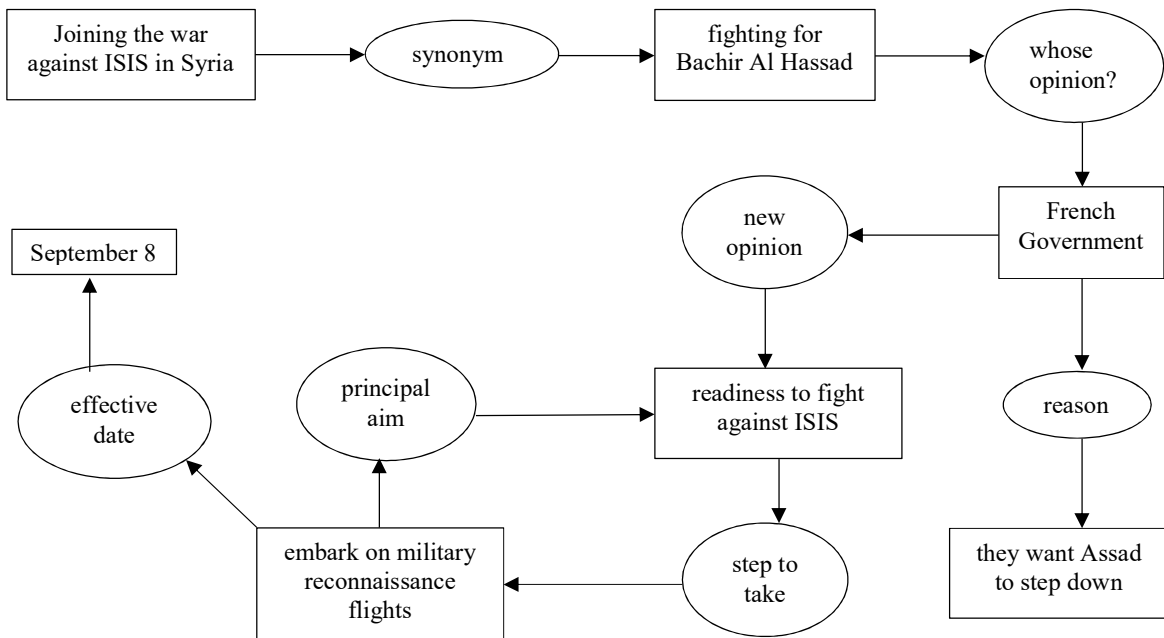 Joining the war
against ISIS in Syria
synonym
fighting for
Bachir Al Hassad
whose
opinion?
French
Government
new
opinion
September 8
effective
date
principal
aim
readiness to fight
against ISIS
reason
embark on military
reconnaissance
flights
step to
take
they want Assad
to step down